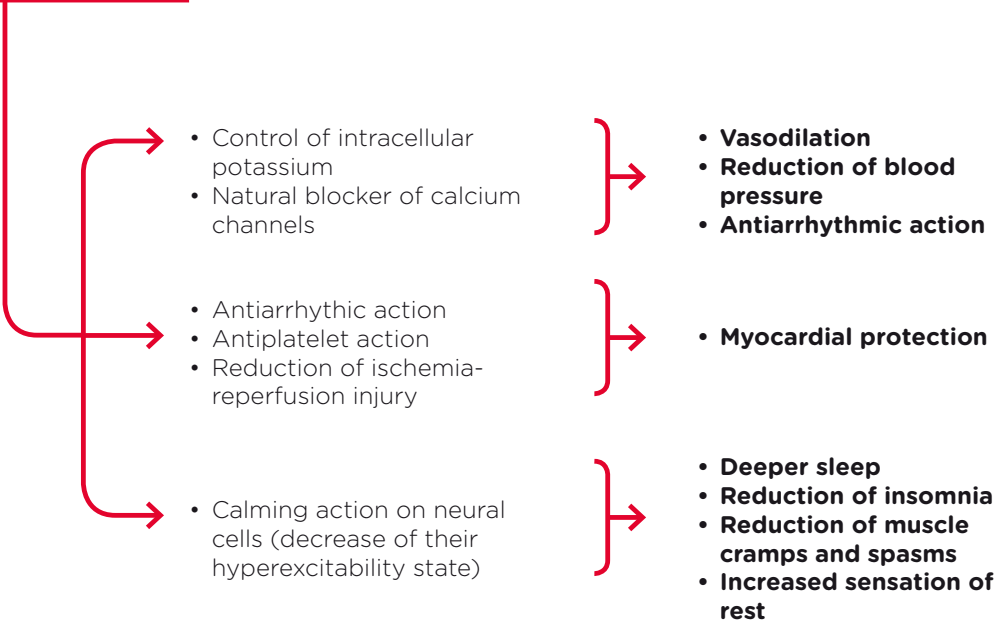 • Control of intracellular
potassium
• Natural blocker of calcium
channels
• Vasodilation
• Reduction of blood
pressure
• Antiarrhythmic action
• Antiarrhythic action
• Antiplatelet action
• Reduction of ischemia-
reperfusion injury
• Myocardial protection
• Calming action on neural
cells (decrease of their
hyperexcitability state)
• Deeper sleep
• Reduction of insomnia
• Reduction of muscle
cramps and spasms
• Increased sensation of
rest